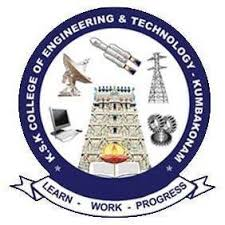 K.S.K COLLEGE OF ENGINEERING & TECHNOLOGY - KUMBAKONAM
LEARN - WORK - PROGRESS